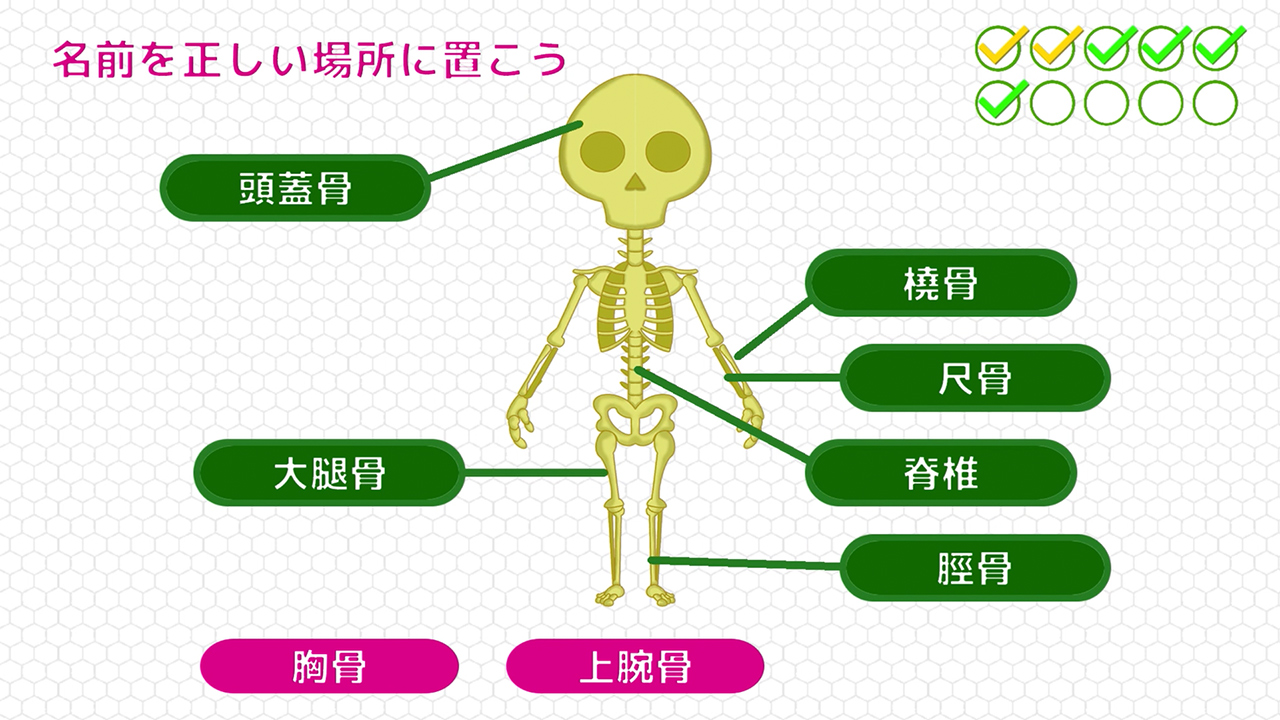 名前を正しい場所に置こう
頭蓋骨
橈骨
尺骨
大腿骨
脊椎
脛骨
胸骨
上腕骨